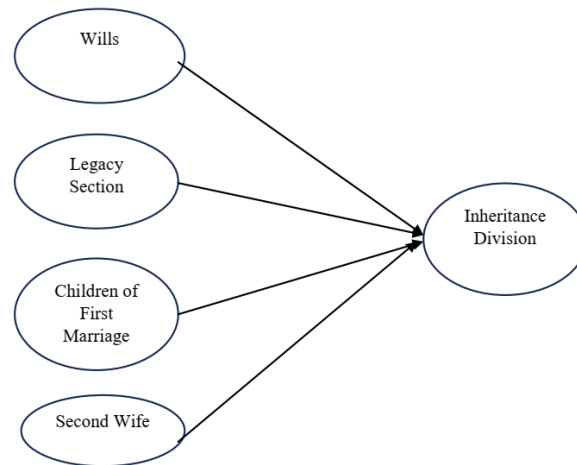 Wills
Legacy
Section
Children of
First
Marriage
Second Wife
Inheritance
Division